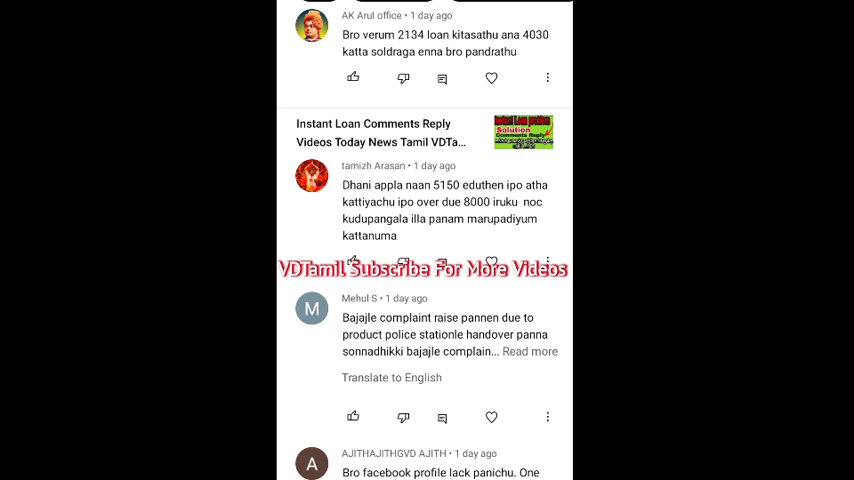 AK Arul office • 1 day ago
Bro verum 2134 loan kitasathu ana 4030
katta soldraga enna bro pandrathu
Instant Loan Comments Reply
Videos Today News Tamil VDTa...
Solution
Comments Reply
tamizh Arasan • 1 day ago
Dhani appla naan 5150 eduthen ipo atha
kattiyachu ipo over due 8000 iruku noc
kudupangala illa panam marupadiyum
kattanuma
VDTamil Subscribe For More Videos
M
Mehul S • 1 day ago
Bajajle complaint raise pannen due to
product police stationle handover panna
sonnadhikki bajajle complain... Read more
Translate to English
A
AJITHAJITHGVD AJITH • 1 day ago
Bro facebook profile lack panichu. One